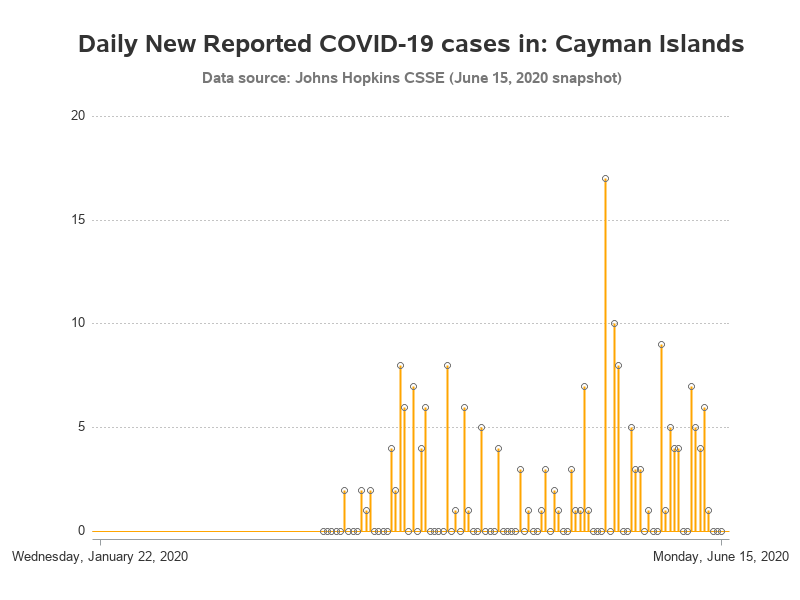 Daily New Reported COVID-19 cases in: Cayman Islands
Data source: Johns Hopkins CSSE (June 15, 2020 snapshot)
20
15
10
5
0
Wednesday, January 22, 2020
Monday, June 15, 2020